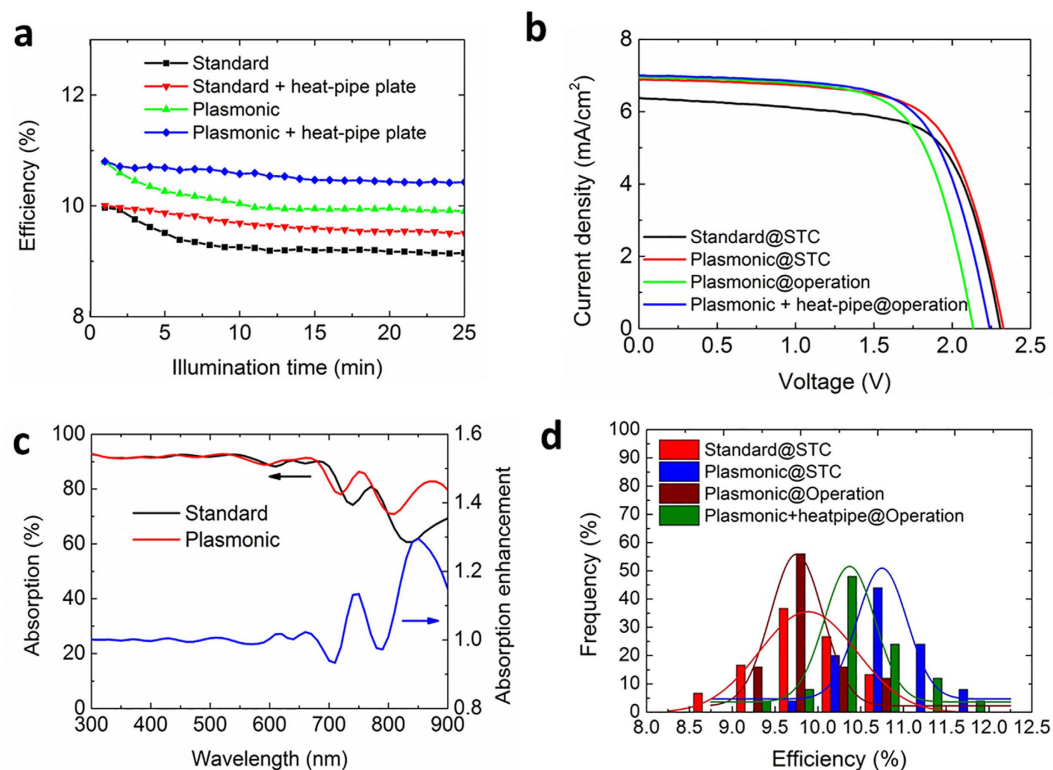 a
Standard
Standard + heat-pipe plate
Plasmonic
Plasmonic + heat-pipe plate
12
10
8
Efficiency (%)
0 5 10 15 20 25
Illumination time (min)
b
8
6
4
2
0
Current density (mA/cm²)
Standard@STC
Plasmonic@STC
Plasmonic@operation
Plasmonic + heat-pipe@operation
0.0 0.5 1.0 1.5 2.0 2.5
Voltage (V)
c
100
80
60
40
20
0
Absorption (%)
Standard
Plasmonic
1.6
1.4
1.2
1.0
0.8
Absorption enhancement
300 400 500 600 700 800 900
Wavelength (nm)
d
100
90
80
70
60
50
40
30
20
10
0
Frequency (%)
Standard@STC
Plasmonic@STC
Plasmonic@Operation
Plasmonic+heatpipe@Operation
8.0 8.5 9.0 9.5 10.0 10.5 11.0 11.5 12.0 12.5
Efficiency (%)